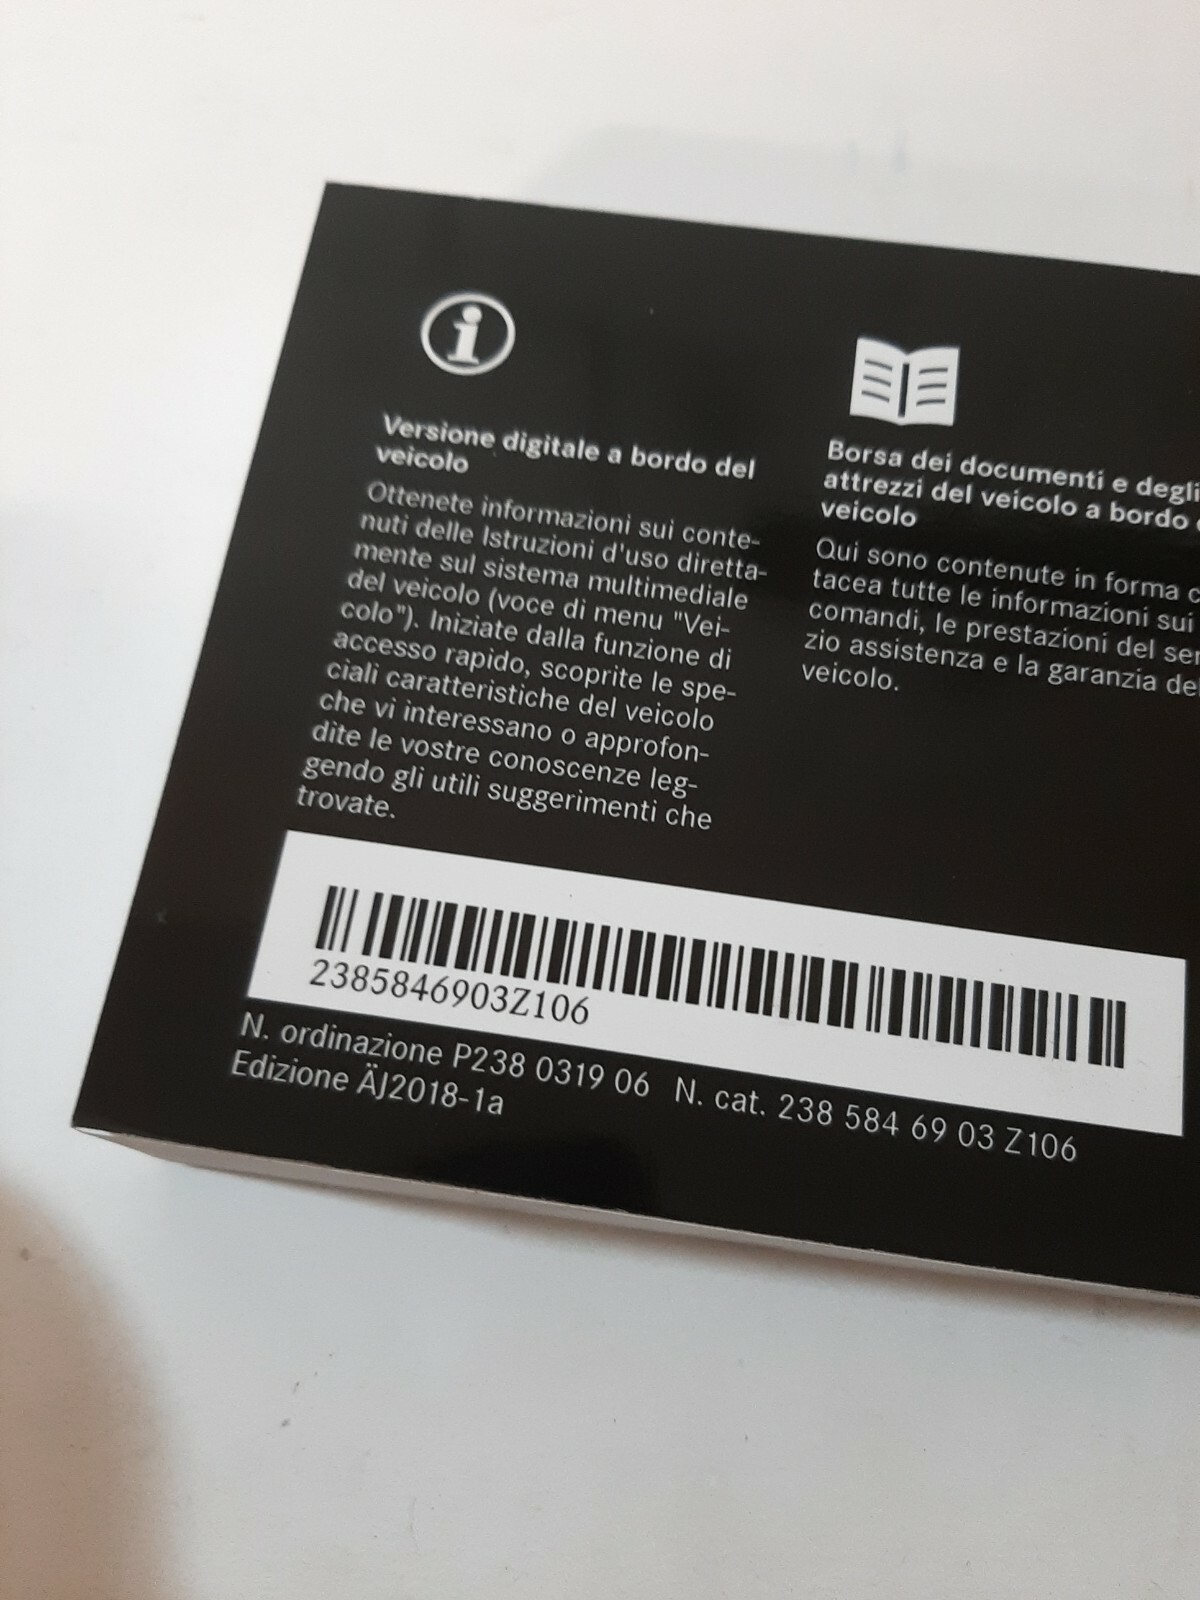 Versione digitale a bordo del
veicolo
Ottenete informazioni sui conte-
nuti delle Istruzioni d'uso diretta-
mente sul sistema multimediale
del veicolo (voce di menu "Vei-
colo"). Iniziate dalla funzione di
accesso rapido, scoprite le spe-
ciali caratteristiche del veicolo
che vi interessano o approfon-
dite le vostre conoscenze leg-
gendo gli utili suggerimenti che
trovate.
Borsa dei documenti e degli
attrezzi del veicolo a bordo
veicolo
Qui sono contenute in forma c
tacea tutte le informazioni sui
comandi, le prestazioni del ser
zio assistenza e la garanzia de
veicolo.
2385846903Z106
N. ordinazione P238 0319 06 N. cat. 238 584 69 03 Z106
Edizione ÄJ2018-1a